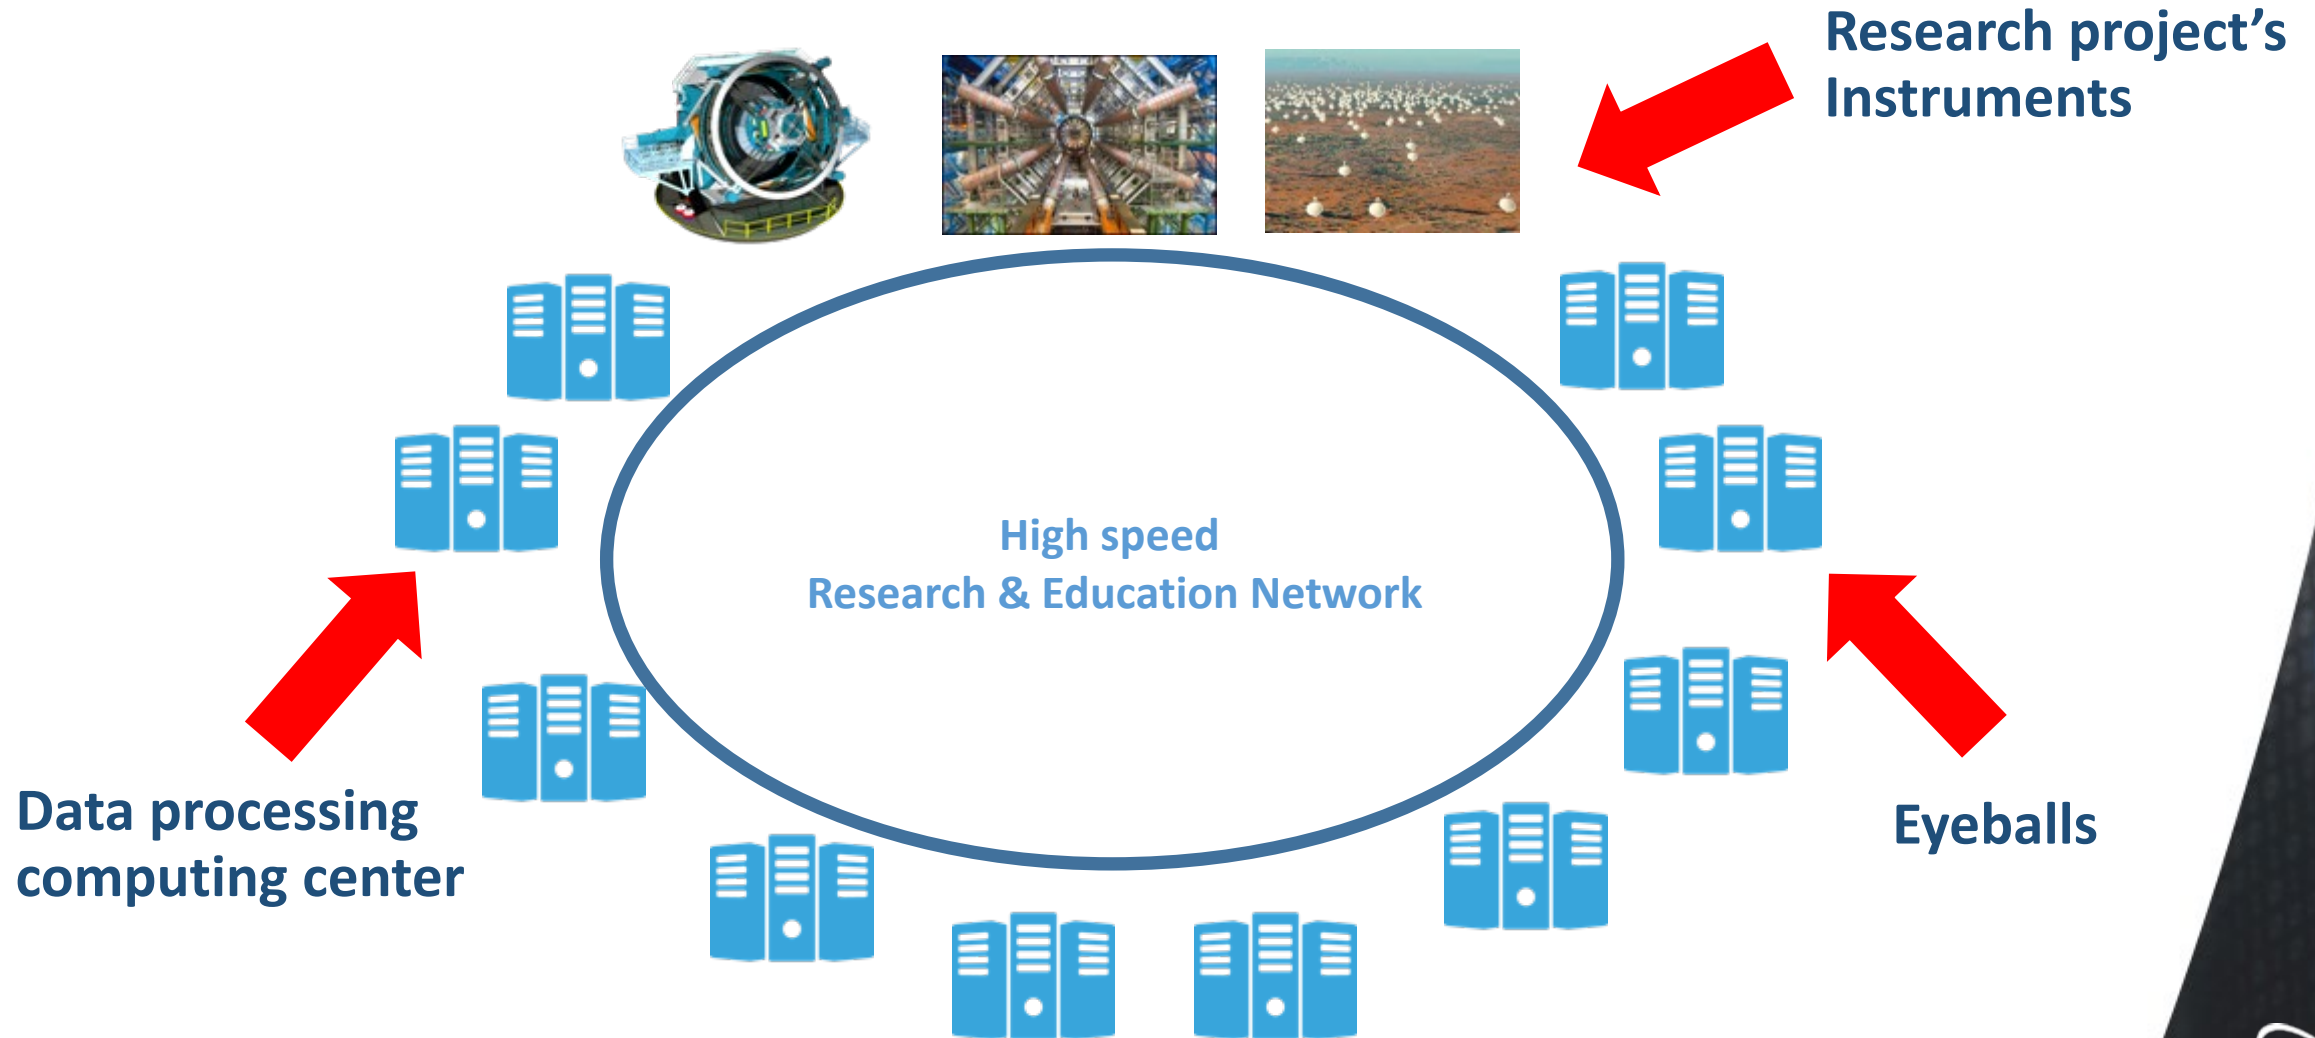 Research project’s
Instruments
High speed
Research & Education Network
Data processing
computing center
Eyeballs